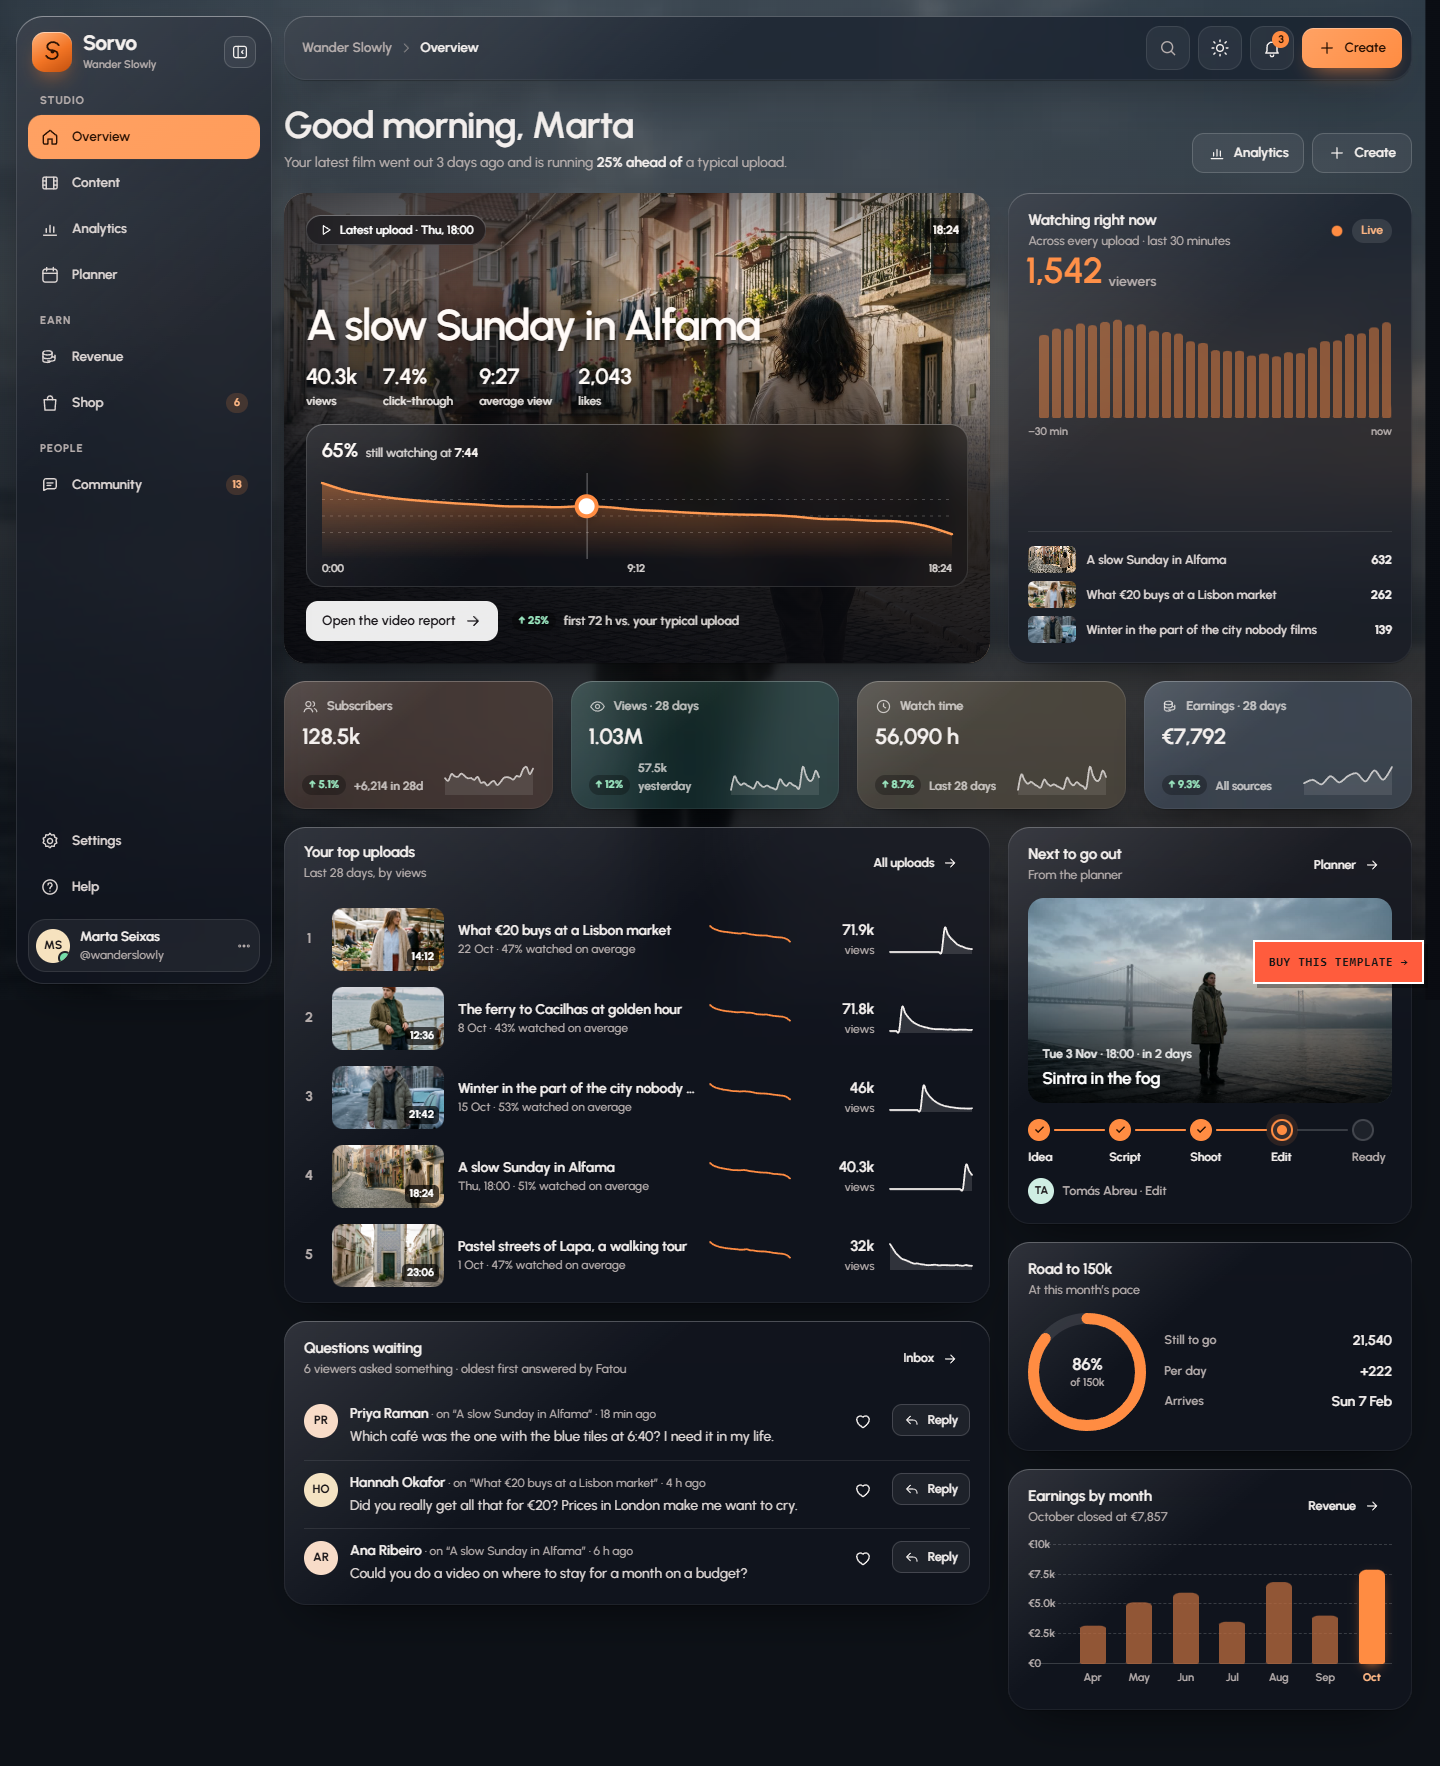 Sorvo
Wander Slowly
STUDIO
Overview
Content
Analytics
Planner
EARN
Revenue
Shop
6
PEOPLE
Community
13
Settings
Help
MS
Marta Seixas
@wanderslowly
Wander Slowly
Overview
3
Create
Good morning, Marta
Your latest film went out 3 days ago and is running 25% ahead of a typical upload.
Analytics
Create
Latest upload · Thu, 18:00
18:24
A slow Sunday in Alfama
40.3k
views
7.4%
click-through
9:27
average view
2,043
likes
65% still watching at 7:44
0:00
9:12
18:24
Open the video report
↑ 25%
first 72 h vs. your typical upload
Watching right now
Across every upload · last 30 minutes
Live
1,542 viewers
−30 min
now
A slow Sunday in Alfama
632
What €20 buys at a Lisbon market
262
Winter in the part of the city nobody films
139
Subscribers
128.5k
↑ 5.1%
+6,214 in 28d
Views · 28 days
1.03M
↑ 12%
57.5k
yesterday
Watch time
56,090 h
↑ 8.7%
Last 28 days
Earnings · 28 days
€7,792
↑ 9.3%
All sources
Your top uploads
Last 28 days, by views
All uploads
1
14:12
What €20 buys at a Lisbon market
22 Oct · 47% watched on average
71.9k
views
2
12:36
The ferry to Cacilhas at golden hour
8 Oct · 43% watched on average
71.8k
views
3
21:42
Winter in the part of the city nobody ...
15 Oct · 53% watched on average
46k
views
4
18:24
A slow Sunday in Alfama
Thu, 18:00 · 51% watched on average
40.3k
views
5
23:06
Pastel streets of Lapa, a walking tour
1 Oct · 47% watched on average
32k
views
Questions waiting
6 viewers asked something · oldest first answered by Fatou
Inbox
PR
Priya Raman · on “A slow Sunday in Alfama” · 18 min ago
Which café was the one with the blue tiles at 6:40? I need it in my life.
Reply
HO
Hannah Okafor · on “What €20 buys at a Lisbon market” · 4 h ago
Did you really get all that for €20? Prices in London make me want to cry.
Reply
AR
Ana Ribeiro · on “A slow Sunday in Alfama” · 6 h ago
Could you do a video on where to stay for a month on a budget?
Reply
Next to go out
From the planner
Planner
BUY THIS TEMPLATE →
Tue 3 Nov · 18:00 · in 2 days
Sintra in the fog
Idea
Script
Shoot
Edit
Ready
TA
Tomás Abreu · Edit
Road to 150k
At this month’s pace
86%
of 150k
Still to go
21,540
Per day
+222
Arrives
Sun 7 Feb
Earnings by month
October closed at €7,857
Revenue
€10k
€7.5k
€5.0k
€2.5k
€0
Apr
May
Jun
Jul
Aug
Sep
Oct